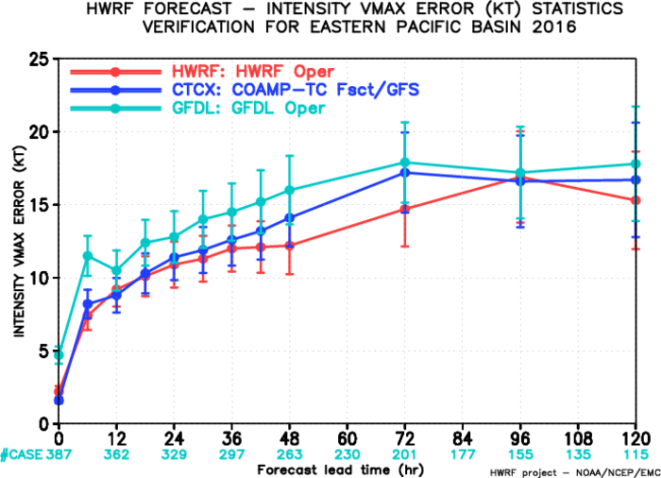 HWRF FORECAST – INTENSITY VMAX ERROR (KT) STATISTICS
VERIFICATION FOR EASTERN PACIFIC BASIN 2016
HWRF: HWRF Oper
CTCX: COAMP–TC Fsct/GFS
GFDL: GFDL Oper
INTENSITY VMAX ERROR (KT)
25
20
15
10
5
0
0 12 24 36 48 60 72 84 96 108 120
#CASE 387 362 329 297 263 230 201 177 155 135 115
Forecast lead time (hr)
HWRF project – NOAA/NCEP/EMC